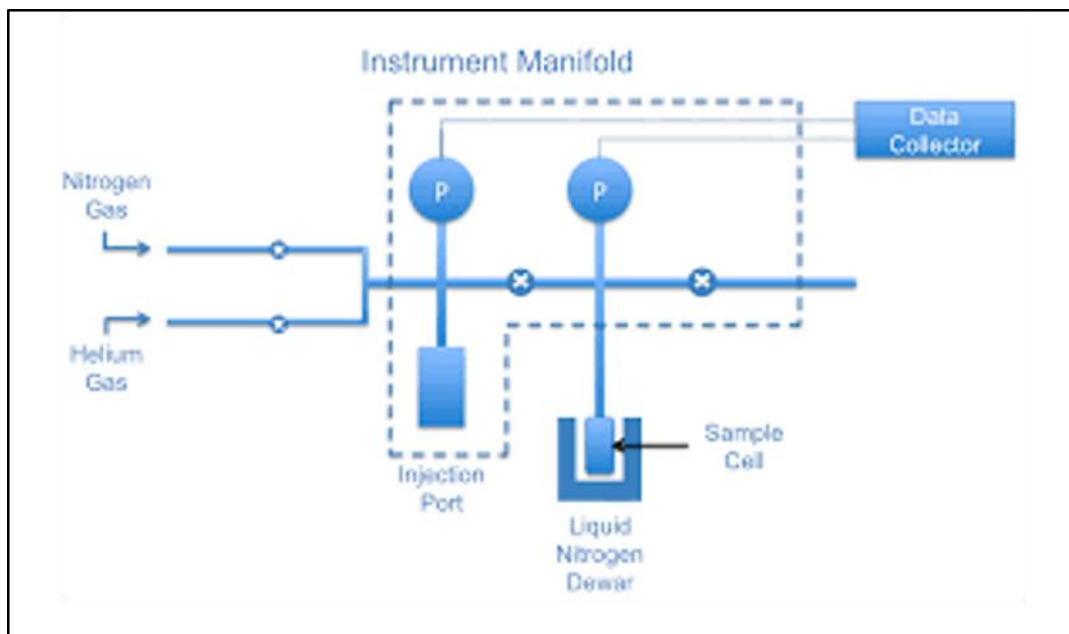 Instrument Manifold
Data
Collector
P
P
Nitrogen
Gas
Helium
Gas
Injection
Port
Sample
Cell
Liquid
Nitrogen
Dewar